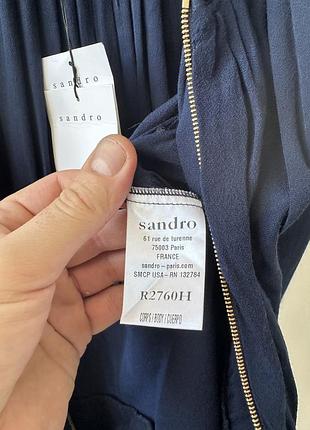 sandro
sandro
sandro
61 rue de turenne
75003 Paris
FRANCE
sandro-paris.com
SMCP USA- RN 132784
R2760H
CORPS / BODY / CUERPO